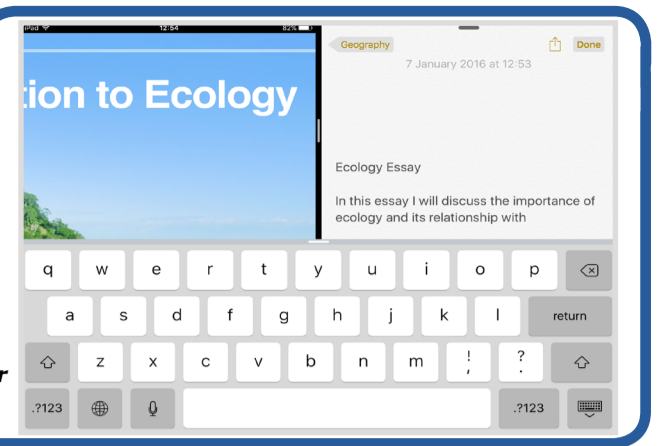 iPad 12:54 82%
tion to Ecology
Geography Done
7 January 2016 at 12:53
Ecology Essay
In this essay I will discuss the importance of
ecology and its relationship with
q w e r t y u i o p
a s d f g h j k l return
z x c v b n m ! , ? .
.?123 .?123
r